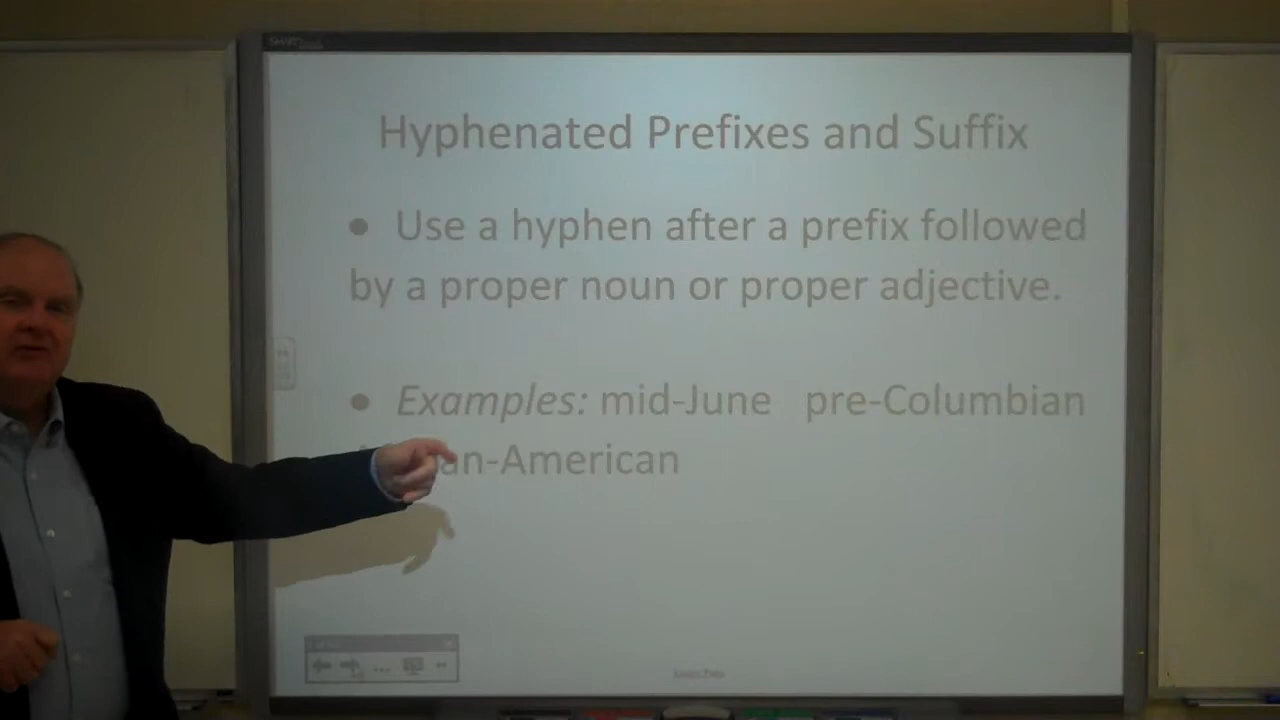 Hyphenated Prefixes and Suffix
• Use a hyphen after a prefix followed
by a proper noun or proper adjective.
• Examples: mid-June pre-Columbian
an-American